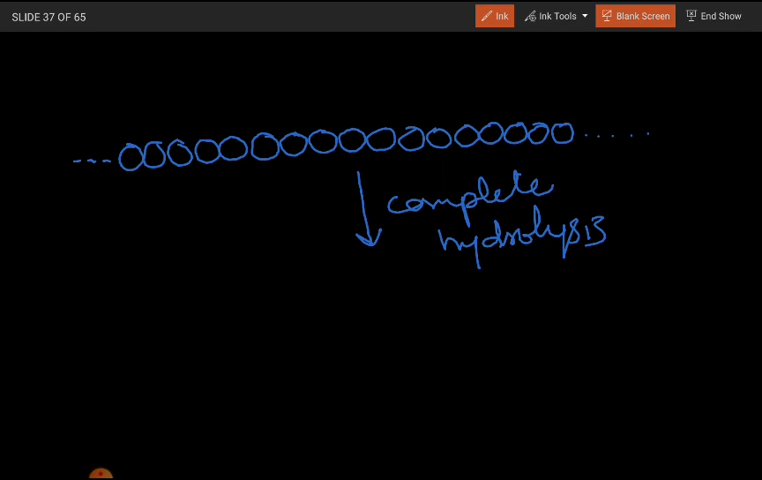 SLIDE 37 OF 65
Ink
Ink Tools
Blank Screen
End Show
complete
hydrolysis